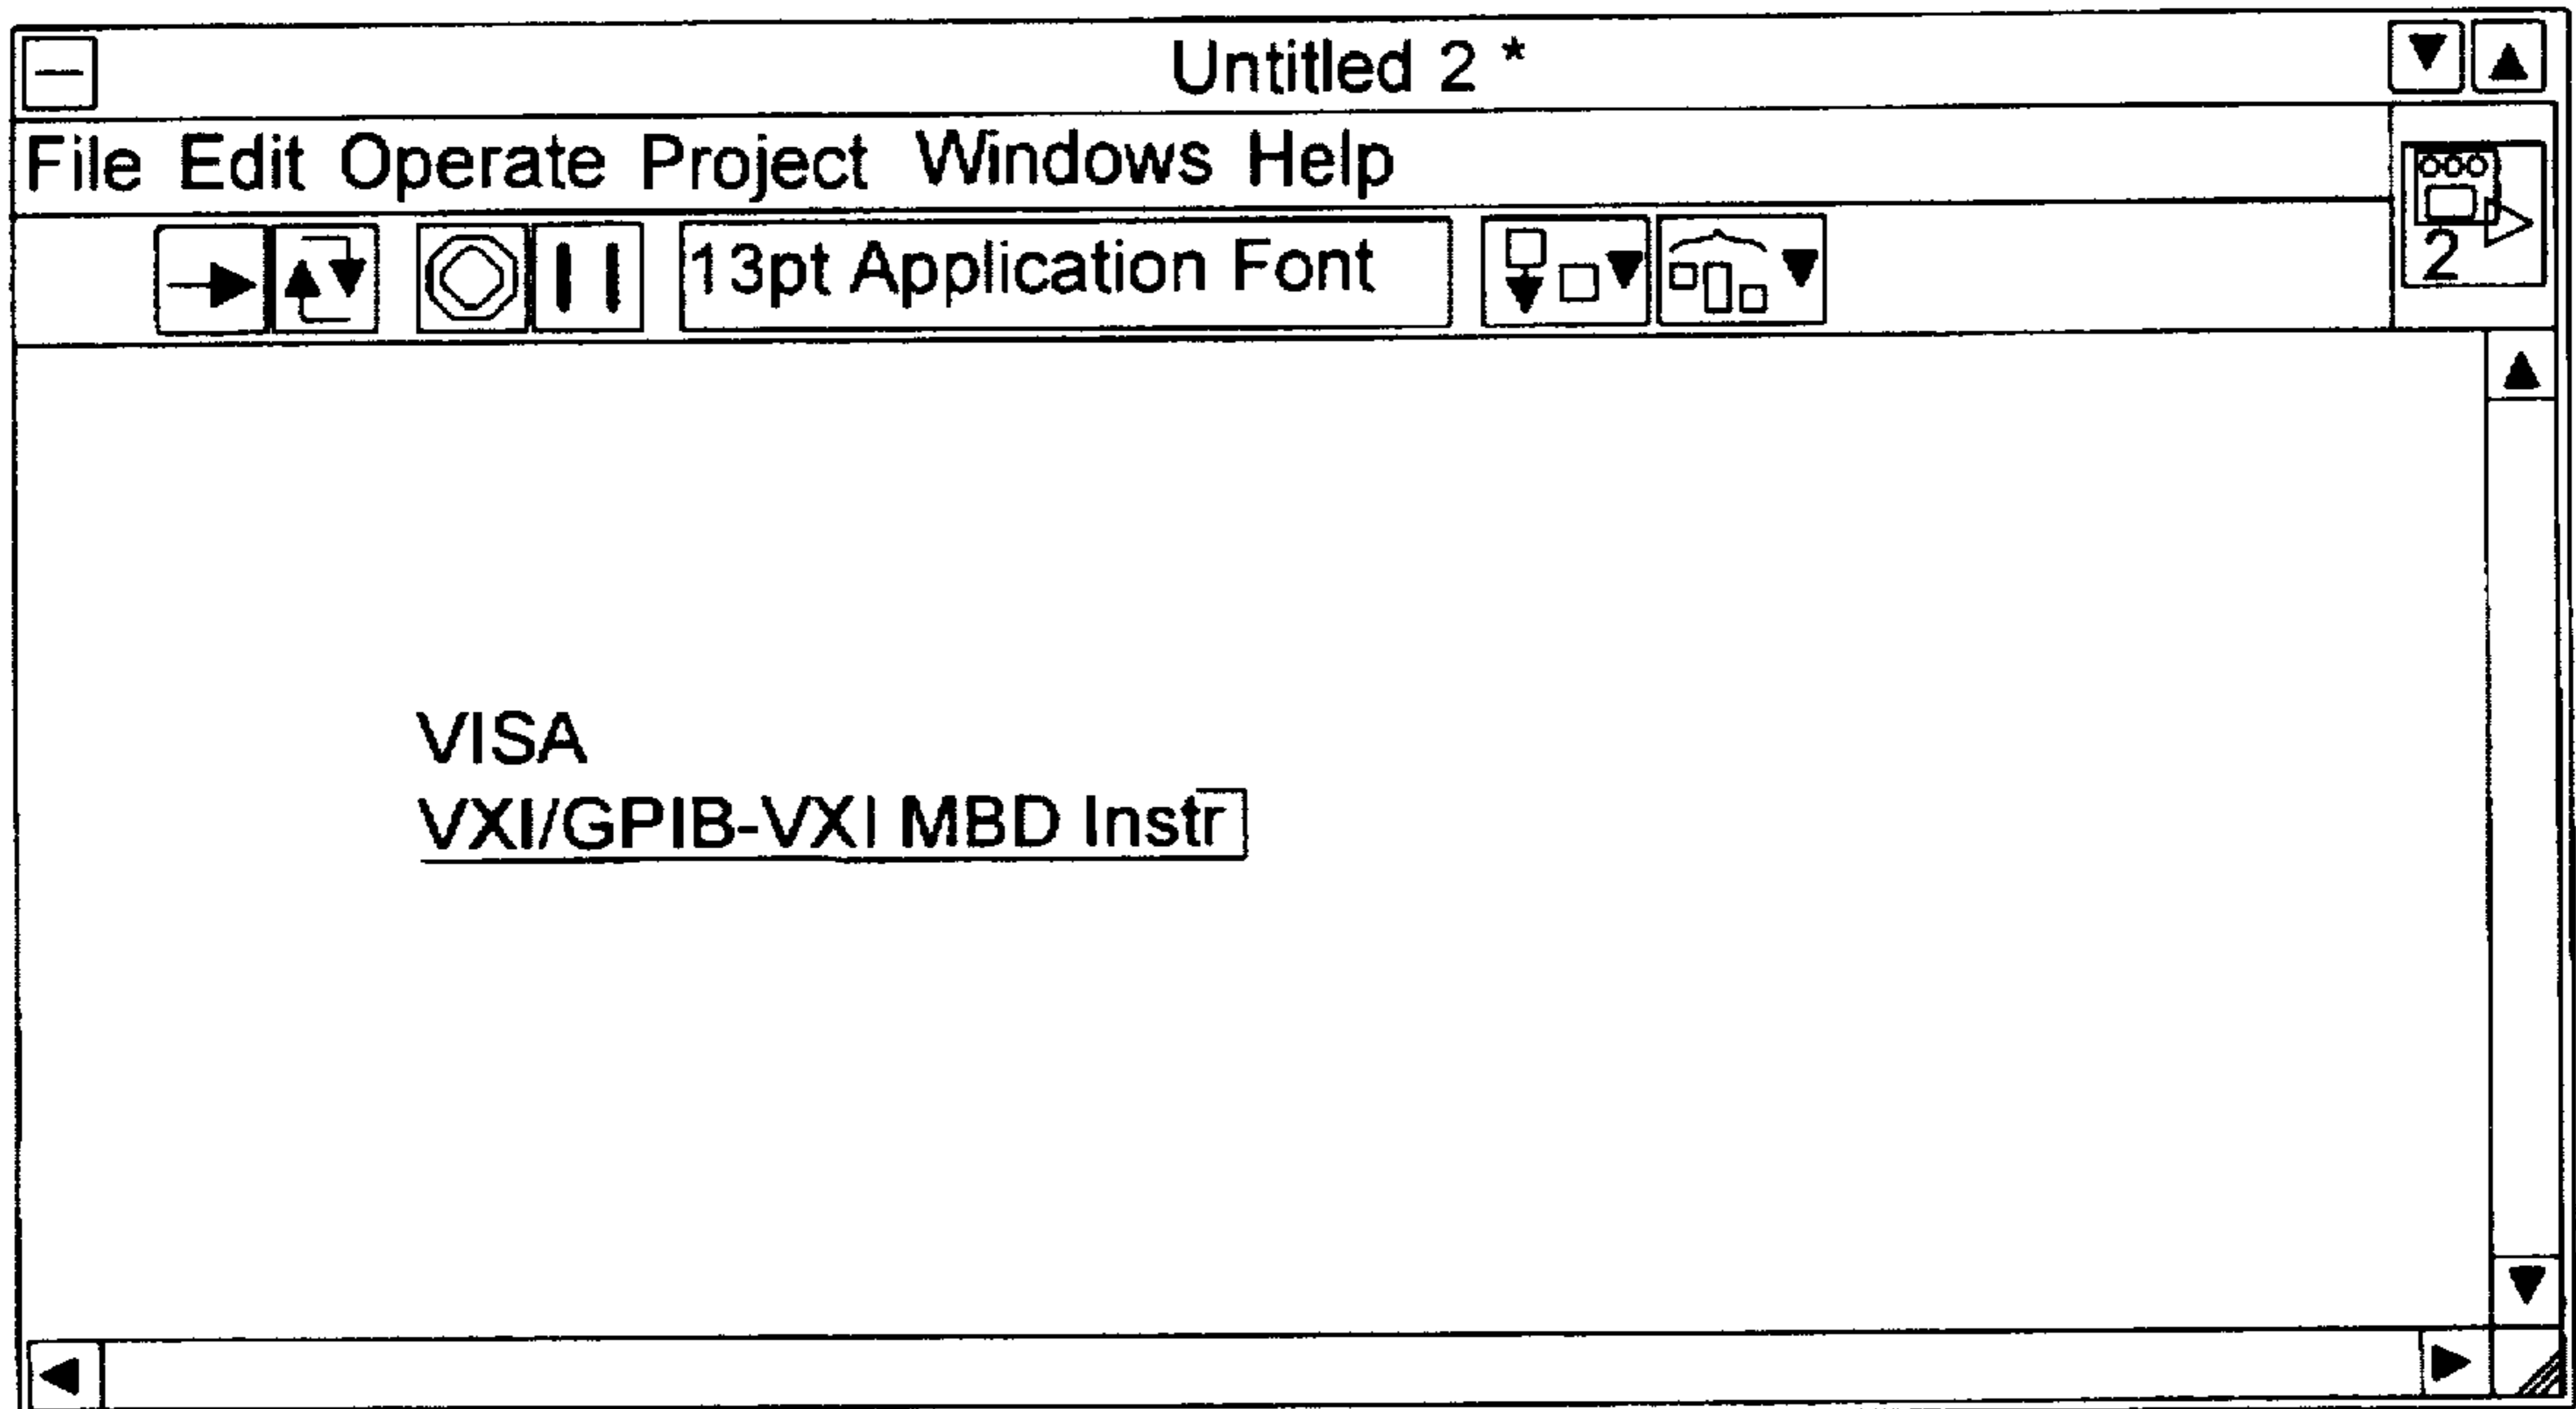 Untitled 2 *
File Edit Operate Project Windows Help
13pt Application Font
2
VISA
VXI/GPIB-VXI MBD Instr